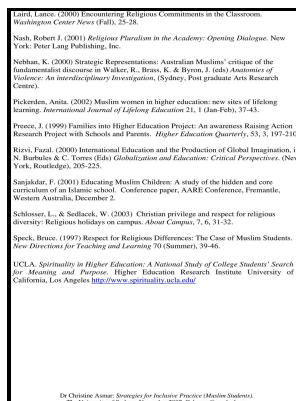 Laird, Lance. (2000) Encountering Religious Commitments in the Classroom.
Washington Center News (Fall), 25-28.
Nash, Robert J. (2001) Religious Pluralism in the Academy: Opening Dialogue. New
York: Peter Lang Publishing, Inc.
Nebhan, K. (2000) Strategic Representations: Australian Muslims' critique of the
fundamentalist discourse in Walker, R., Brass, K. & Byron, J. (eds) Anatomies of
Violence: An interdisciplinary Investigation, (Sydney, Post graduate Arts Research
Centre).
Pickerden, Anita. (2002) Muslim women in higher education: new sites of lifelong
learning. International Journal of Lifelong Education 21, 1 (Jan-Feb), 37-43.
Preece, J. (1999) Families into Higher Education Project: An awareness Raising Action
Research Project with Schools and Parents. Higher Education Quarterly, 53, 3, 197-210
Rizvi, Fazal. (2000) International Education and the Production of Global Imagination, i
N. Burbules & C. Torres (Eds) Globalization and Education: Critical Perspectives. (New
York, Routledge), 205-225.
Sanjakdar, F. (2001) Educating Muslim Children: A study of the hidden and core
curriculum of an Islamic school. Conference paper, AARE Conference, Fremantle,
Western Australia, December 2.
Schlosser, L., & Sedlacek, W. (2003) Christian privilege and respect for religious
diversity: Religious holidays on campus. About Campus, 7, 6, 31-32.
Speck, Bruce. (1997) Respect for Religious Differences: The Case of Muslim Students.
New Directions for Teaching and Learning 70 (Summer), 39-46.
UCLA. Spirituality in Higher Education: A National Study of College Students' Search
for Meaning and Purpose. Higher Education Research Institute University of
California, Los Angeles http://www.spirituality.ucla.edu/
Dr Christine Asmar: Strategies for Inclusive Practice (Muslim Students),